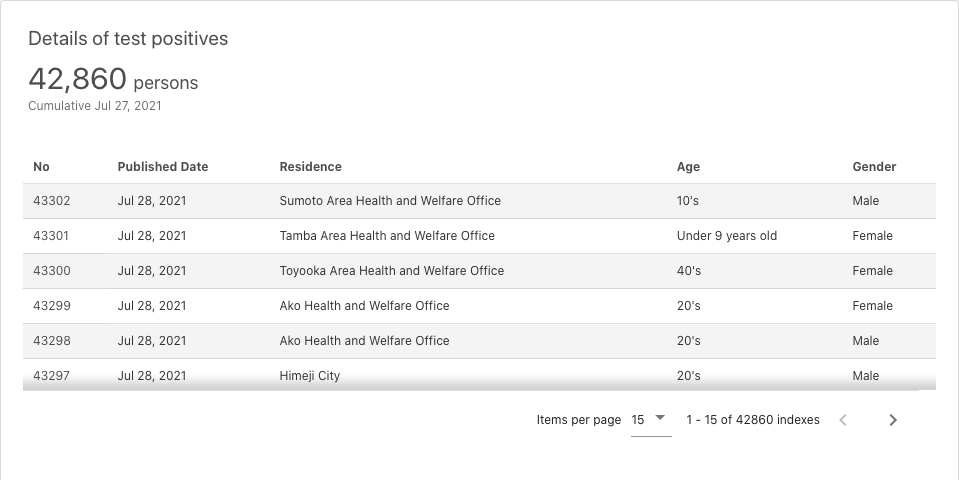 Details of test positives
42,860 persons
Cumulative Jul 27, 2021
No Published Date Residence Age Gender
43302 Jul 28, 2021 Sumoto Area Health and Welfare Office 10's Male
43301 Jul 28, 2021 Tamba Area Health and Welfare Office Under 9 years old Female
43300 Jul 28, 2021 Toyooka Area Health and Welfare Office 40's Female
43299 Jul 28, 2021 Ako Health and Welfare Office 20's Female
43298 Jul 28, 2021 Ako Health and Welfare Office 20's Male
43297 Jul 28, 2021 Himeji City 20's Male
Items per page 15 1 - 15 of 42860 indexes